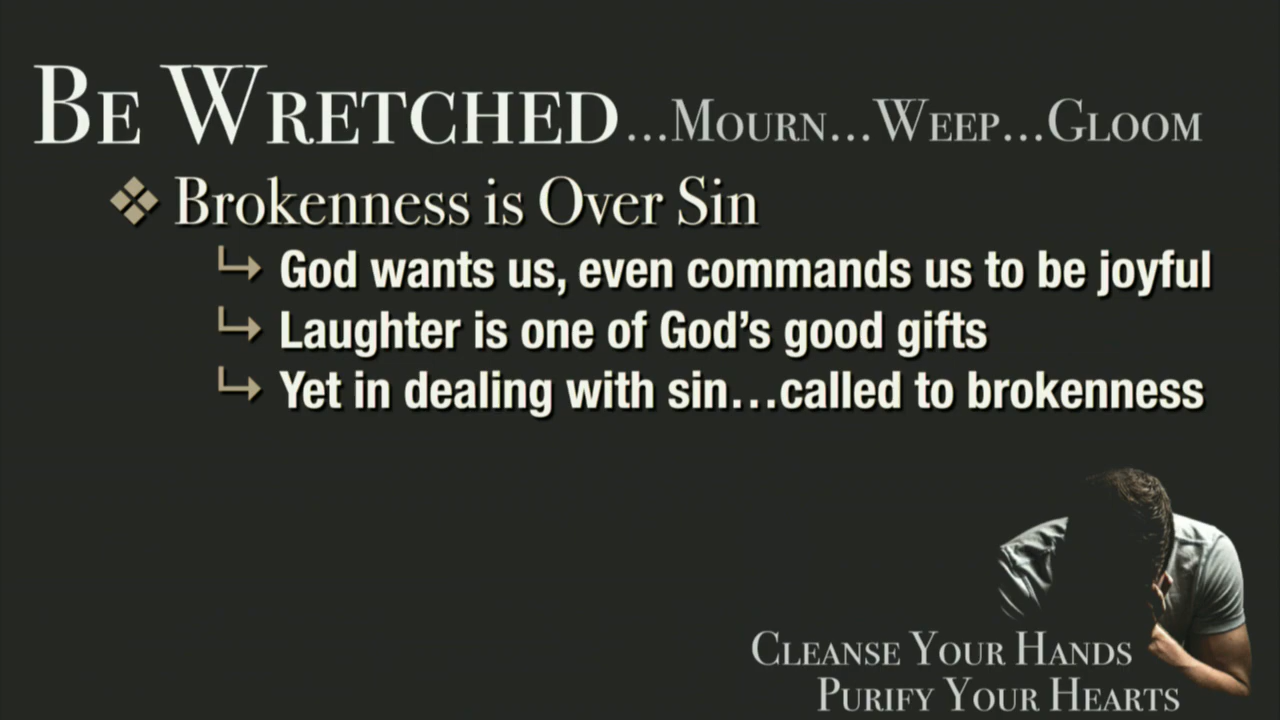 Be Wretched...Mourn...Weep...Gloom
Brokenness is Over Sin
God wants us, even commands us to be joyful
Laughter is one of God's good gifts
Yet in dealing with sin...called to brokenness
Cleanse Your Hands
Purify Your Hearts